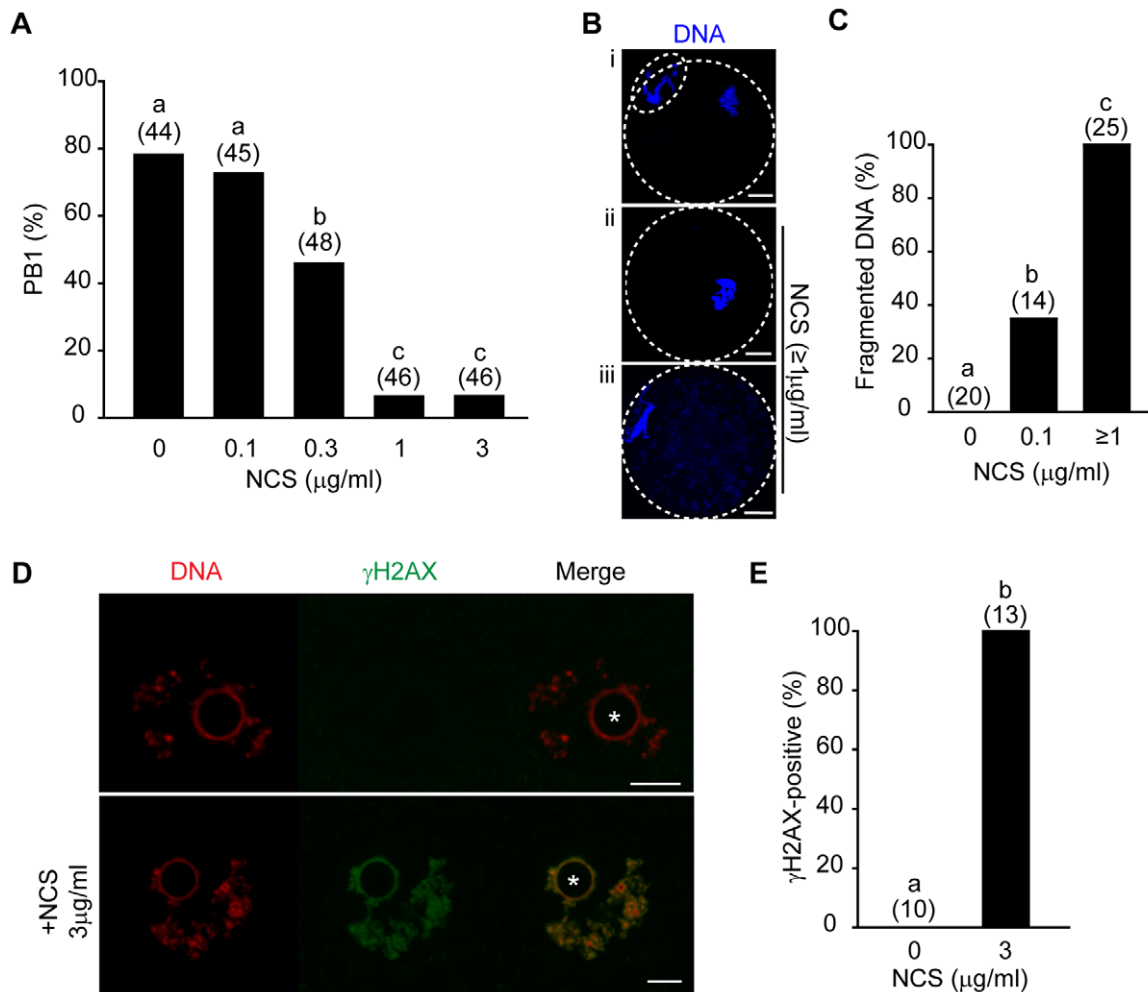 A
PB1 (%)
100
80
60
40
20
0
a
(44)
a
(45)
b
(48)
c
(46)
c
(46)
0 0.1 0.3 1 3
NCS (μg/ml)
B
DNA
i
ii
iii
NCS (≥1μg/ml)
C
Fragmented DNA (%)
100
80
60
40
20
0
a
(20)
b
(14)
c
(25)
0 0.1 ≥1
NCS (μg/ml)
D
DNA γH2AX Merge
*
+NCS
3μg/ml
*
E
γH2AX-positive (%)
100
80
60
40
20
0
a
(10)
b
(13)
0 3
NCS (μg/ml)